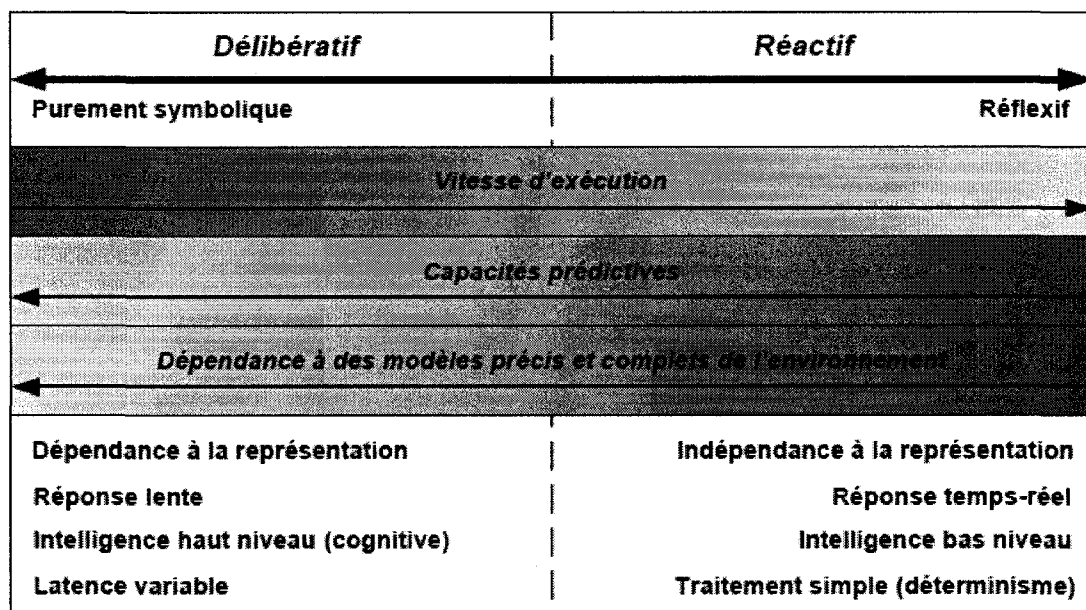 Délibératif Réactif
Purement symbolique Réflexif
Vitesse d'exécution
Capacités prédictives
Dépendance à des modèles précis et complets de l'environnement
Dépendance à la représentation Indépendance à la représentation
Réponse lente Réponse temps-réel
Intelligence haut niveau (cognitive) Intelligence bas niveau
Latence variable Traitement simple (déterminisme)